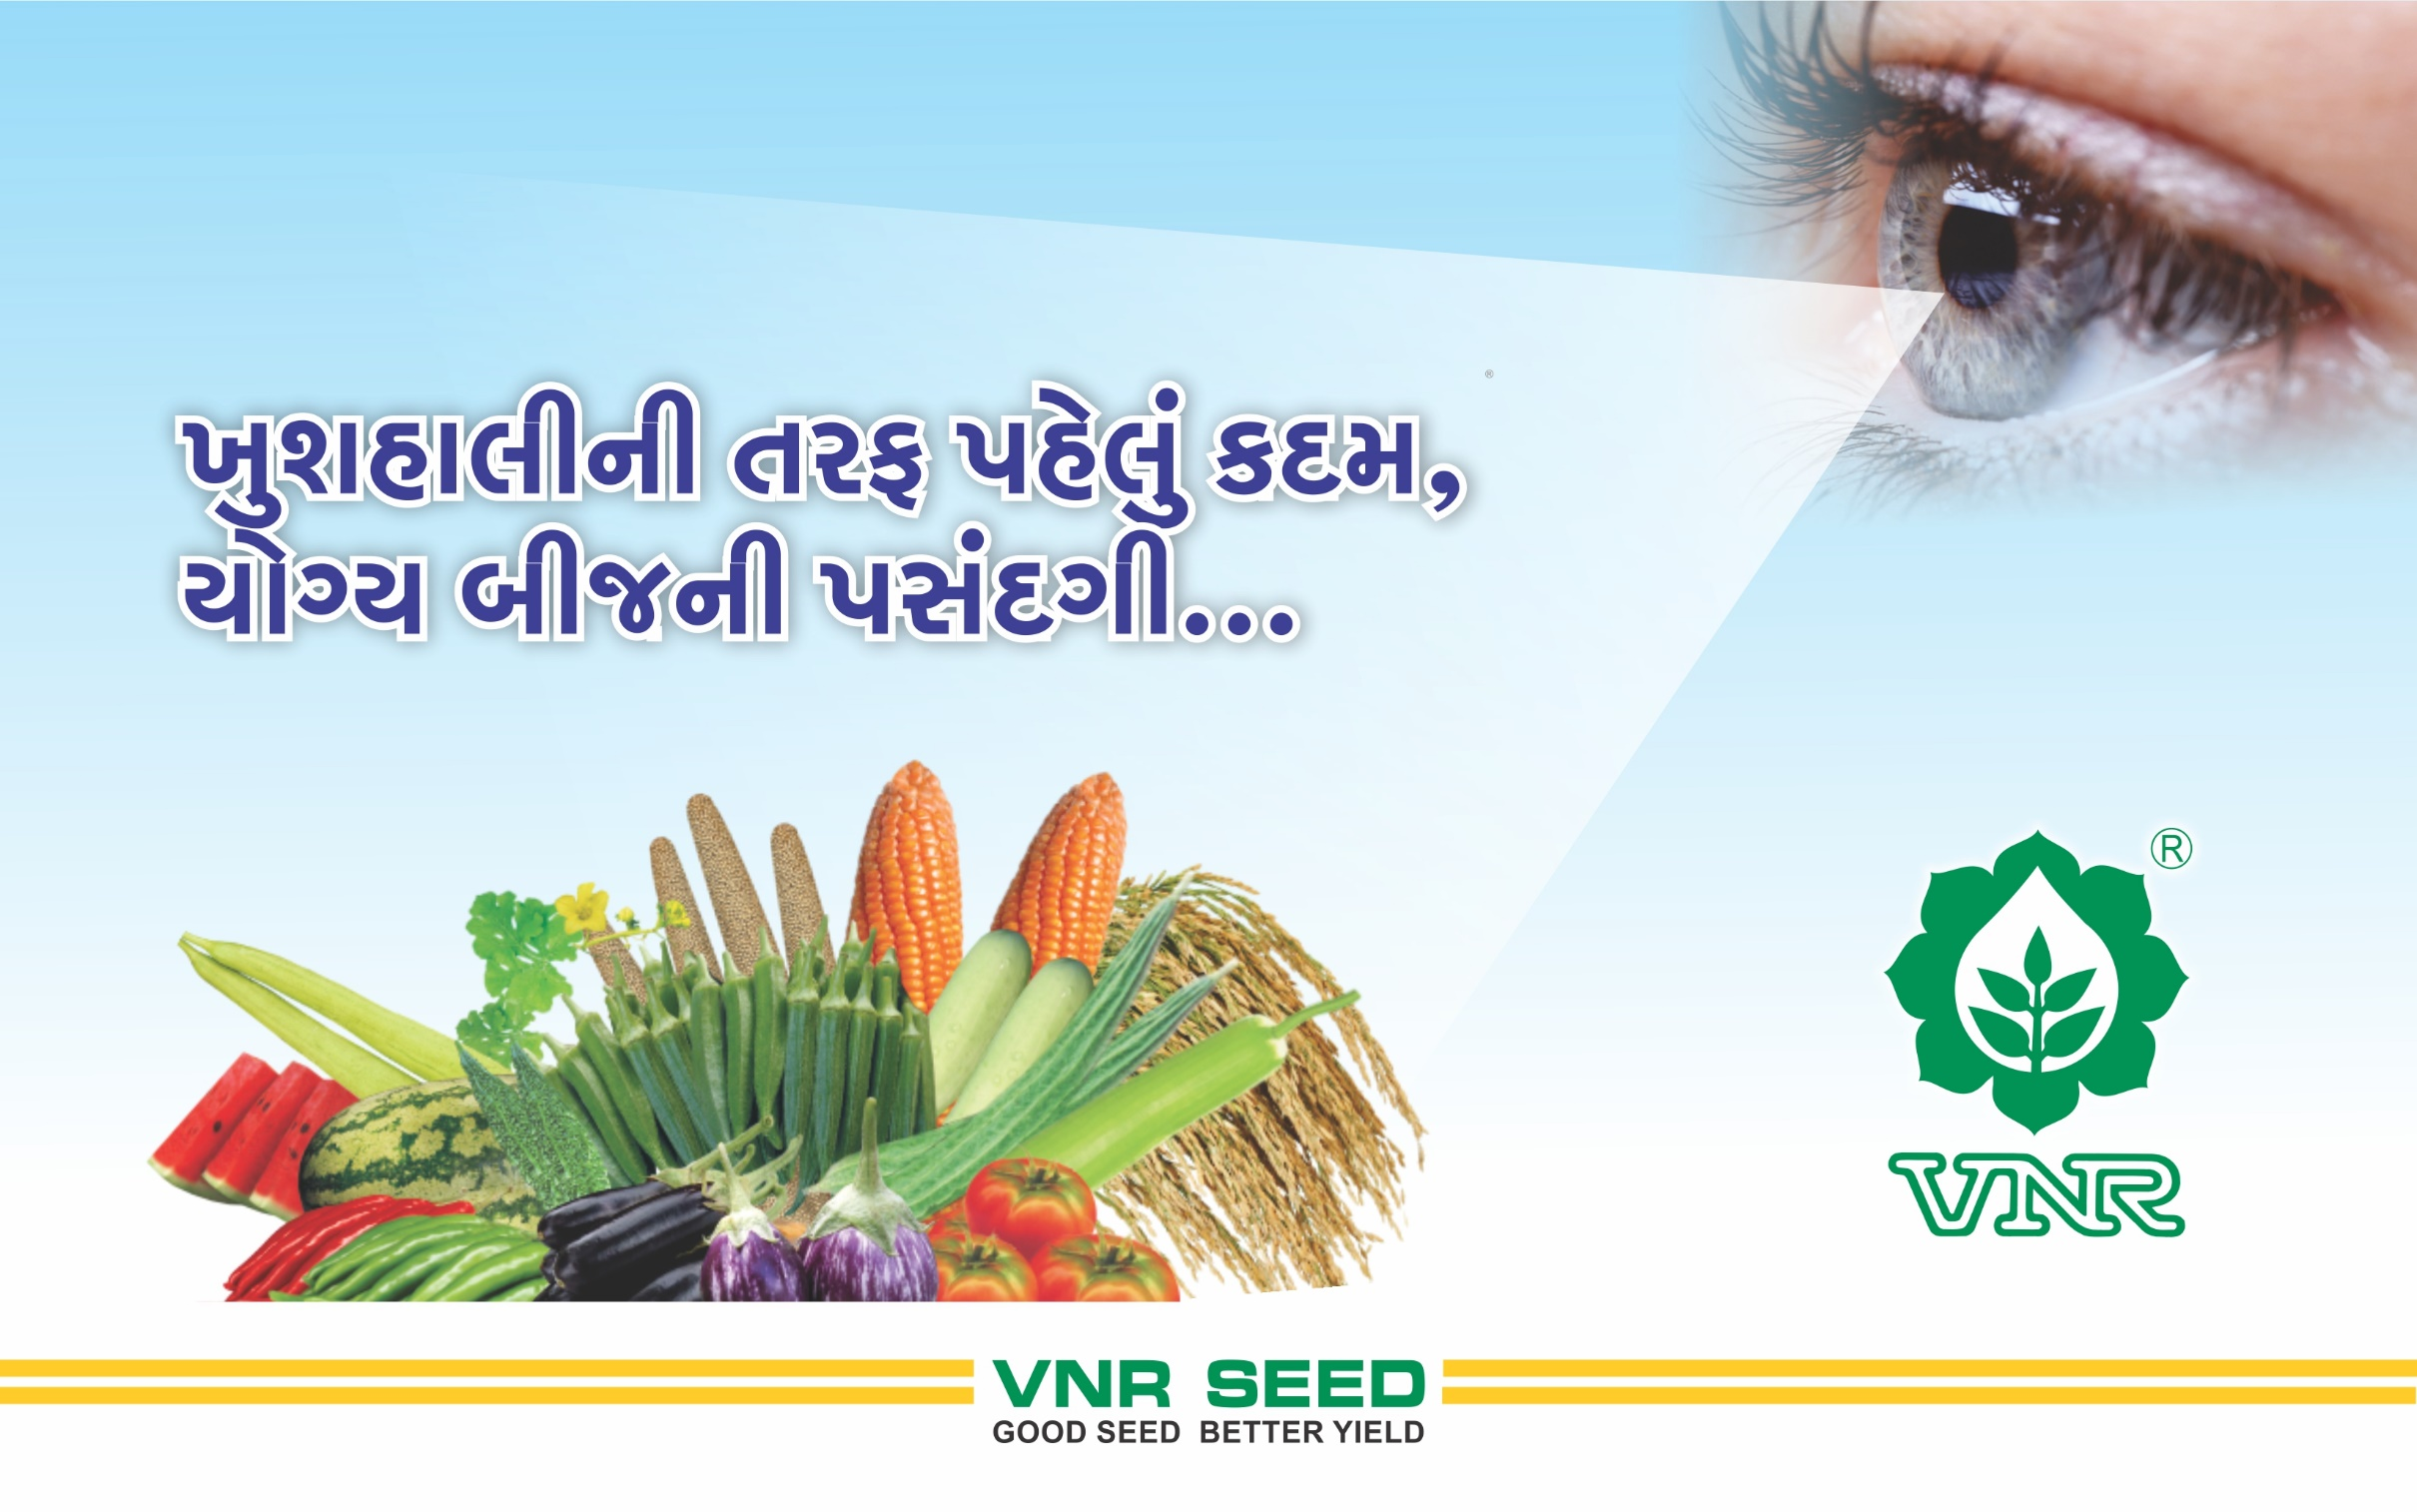 ખુશહાલીની તરફ પહેલું કદમ,
યોગ્ય બીજની પસંદગી...
®
®
VNR
VNR SEED
GOOD SEED BETTER YIELD